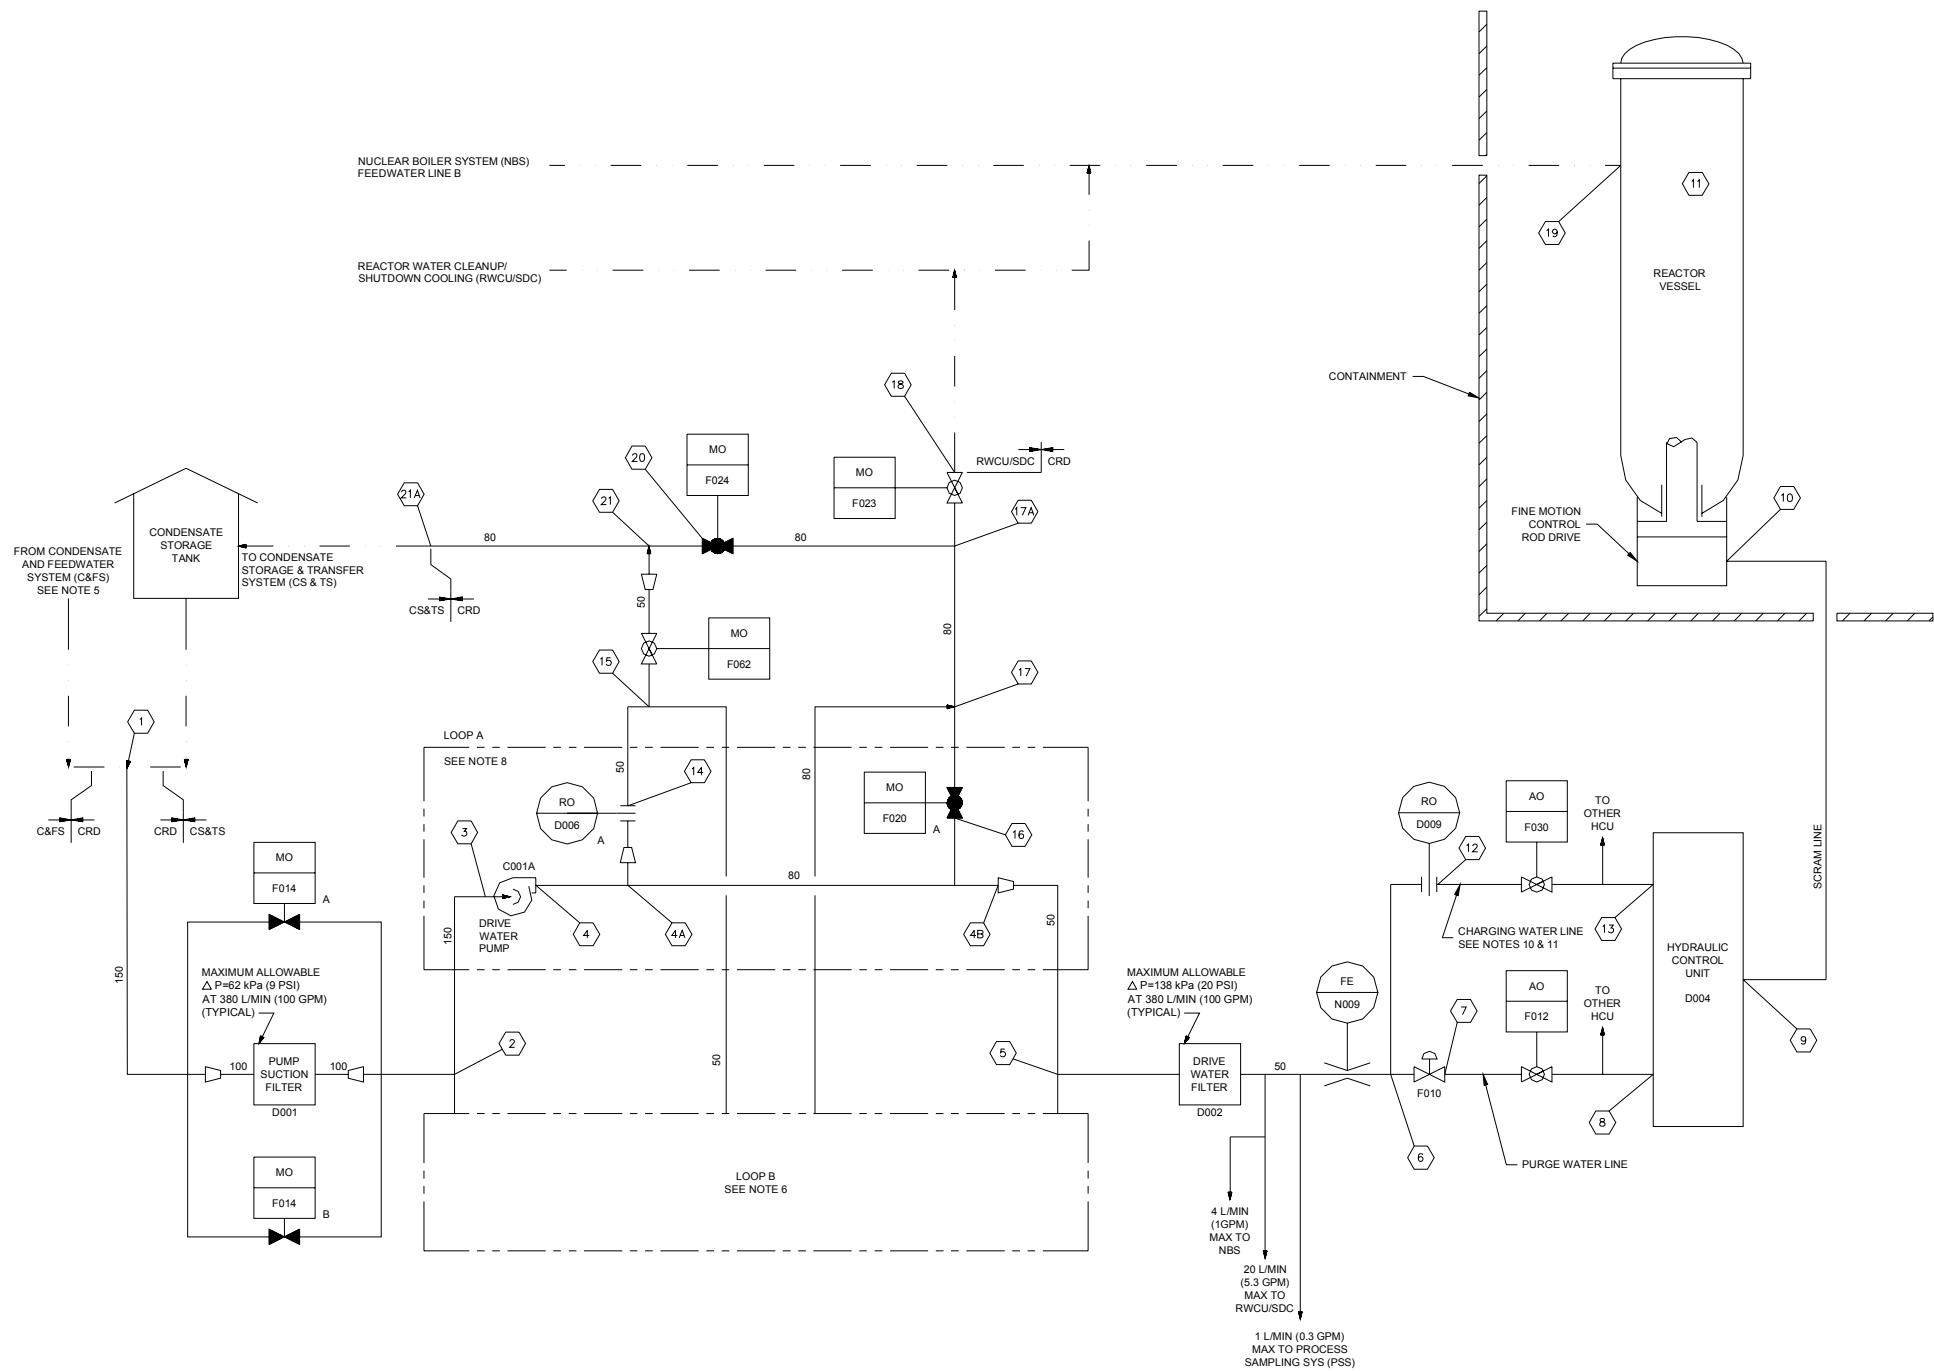 NUCLEAR BOILER SYSTEM (NBS)
FEEDWATER LINE B
11
19
REACTOR WATER CLEANUP/
SHUTDOWN COOLING (RWCU/SDC)
REACTOR
VESSEL
CONTAINMENT
18
RWCU/SDC
CRD
MO
F024
20
MO
F023
21A
21
17A
10
FINE MOTION
CONTROL
ROD DRIVE
CONDENSATE
STORAGE
TANK
FROM CONDENSATE
AND FEEDWATER
SYSTEM (C&FS)
SEE NOTE 5
TO CONDENSATE
STORAGE & TRANSFER
SYSTEM (CS & TS)
80
80
CS&TS
CRD
50
80
MO
F062
15
17
1
LOOP A
SEE NOTE 8
50
80
14
RO
D006
A
MO
F020
A
16
C&FS
CRD
CRD
CS&TS
3
C001A
80
DRIVE
WATER
PUMP
4
4A
4B
150
50
MO
F014
A
150
MAXIMUM ALLOWABLE
Δ P=62 kPa (9 PSI)
AT 380 L/MIN (100 GPM)
(TYPICAL)
100
PUMP
SUCTION
FILTER
D001
100
2
50
5
MAXIMUM ALLOWABLE
Δ P=138 kPa (20 PSI)
AT 380 L/MIN (100 GPM)
(TYPICAL)
DRIVE
WATER
FILTER
D002
50
FE
N009
RO
D009
12
AO
F030
TO
OTHER
HCU
CHARGING WATER LINE
SEE NOTES 10 & 11
13
HYDRAULIC
CONTROL
UNIT
D004
SCRAM LINE
7
AO
F012
TO
OTHER
HCU
9
F010
8
6
PURGE WATER LINE
MO
F014
B
LOOP B
SEE NOTE 6
4 L/MIN
(1GPM)
MAX TO
NBS
20 L/MIN
(5.3 GPM)
MAX TO
RWCU/SDC
1 L/MIN (0.3 GPM)
MAX TO PROCESS
SAMPLING SYS (PSS)